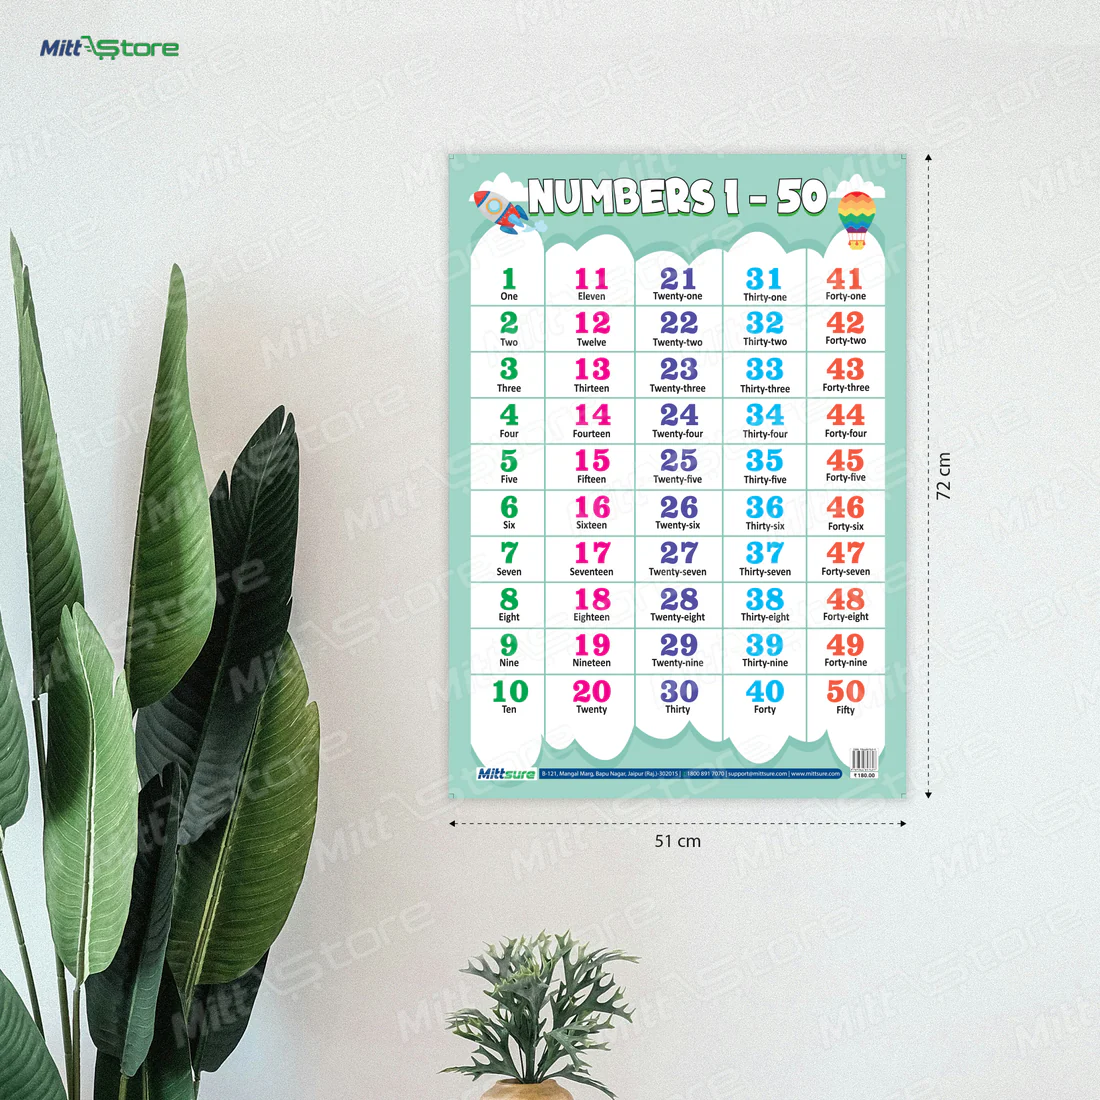 Mitt Store
NUMBERS 1 - 50
1 11 21 31 41
One Eleven Twenty-one Thirty-one Forty-one
2 12 22 32 42
Two Twelve Twenty-two Thirty-two Forty-two
3 13 23 33 43
Three Thirteen Twenty-three Thirty-three Forty-three
4 14 24 34 44
Four Fourteen Twenty-four Thirty-four Forty-four
5 15 25 35 45
Five Fifteen Twenty-five Thirty-five Forty-five
6 16 26 36 46
Six Sixteen Twenty-six Thirty-six Forty-six
7 17 27 37 47
Seven Seventeen Twenty-seven Thirty-seven Forty-seven
8 18 28 38 48
Eight Eighteen Twenty-eight Thirty-eight Forty-eight
9 19 29 39 49
Nine Nineteen Twenty-nine Thirty-nine Forty-nine
10 20 30 40 50
Ten Twenty Thirty Forty Fifty
Mittsure B-121, Mangal Marg, Bapu Nagar, Jaipur (Raj.)-302015 | 1800 891 7070 | support@mittsure.com | www.mittsure.com
₹180.00
72 cm
51 cm